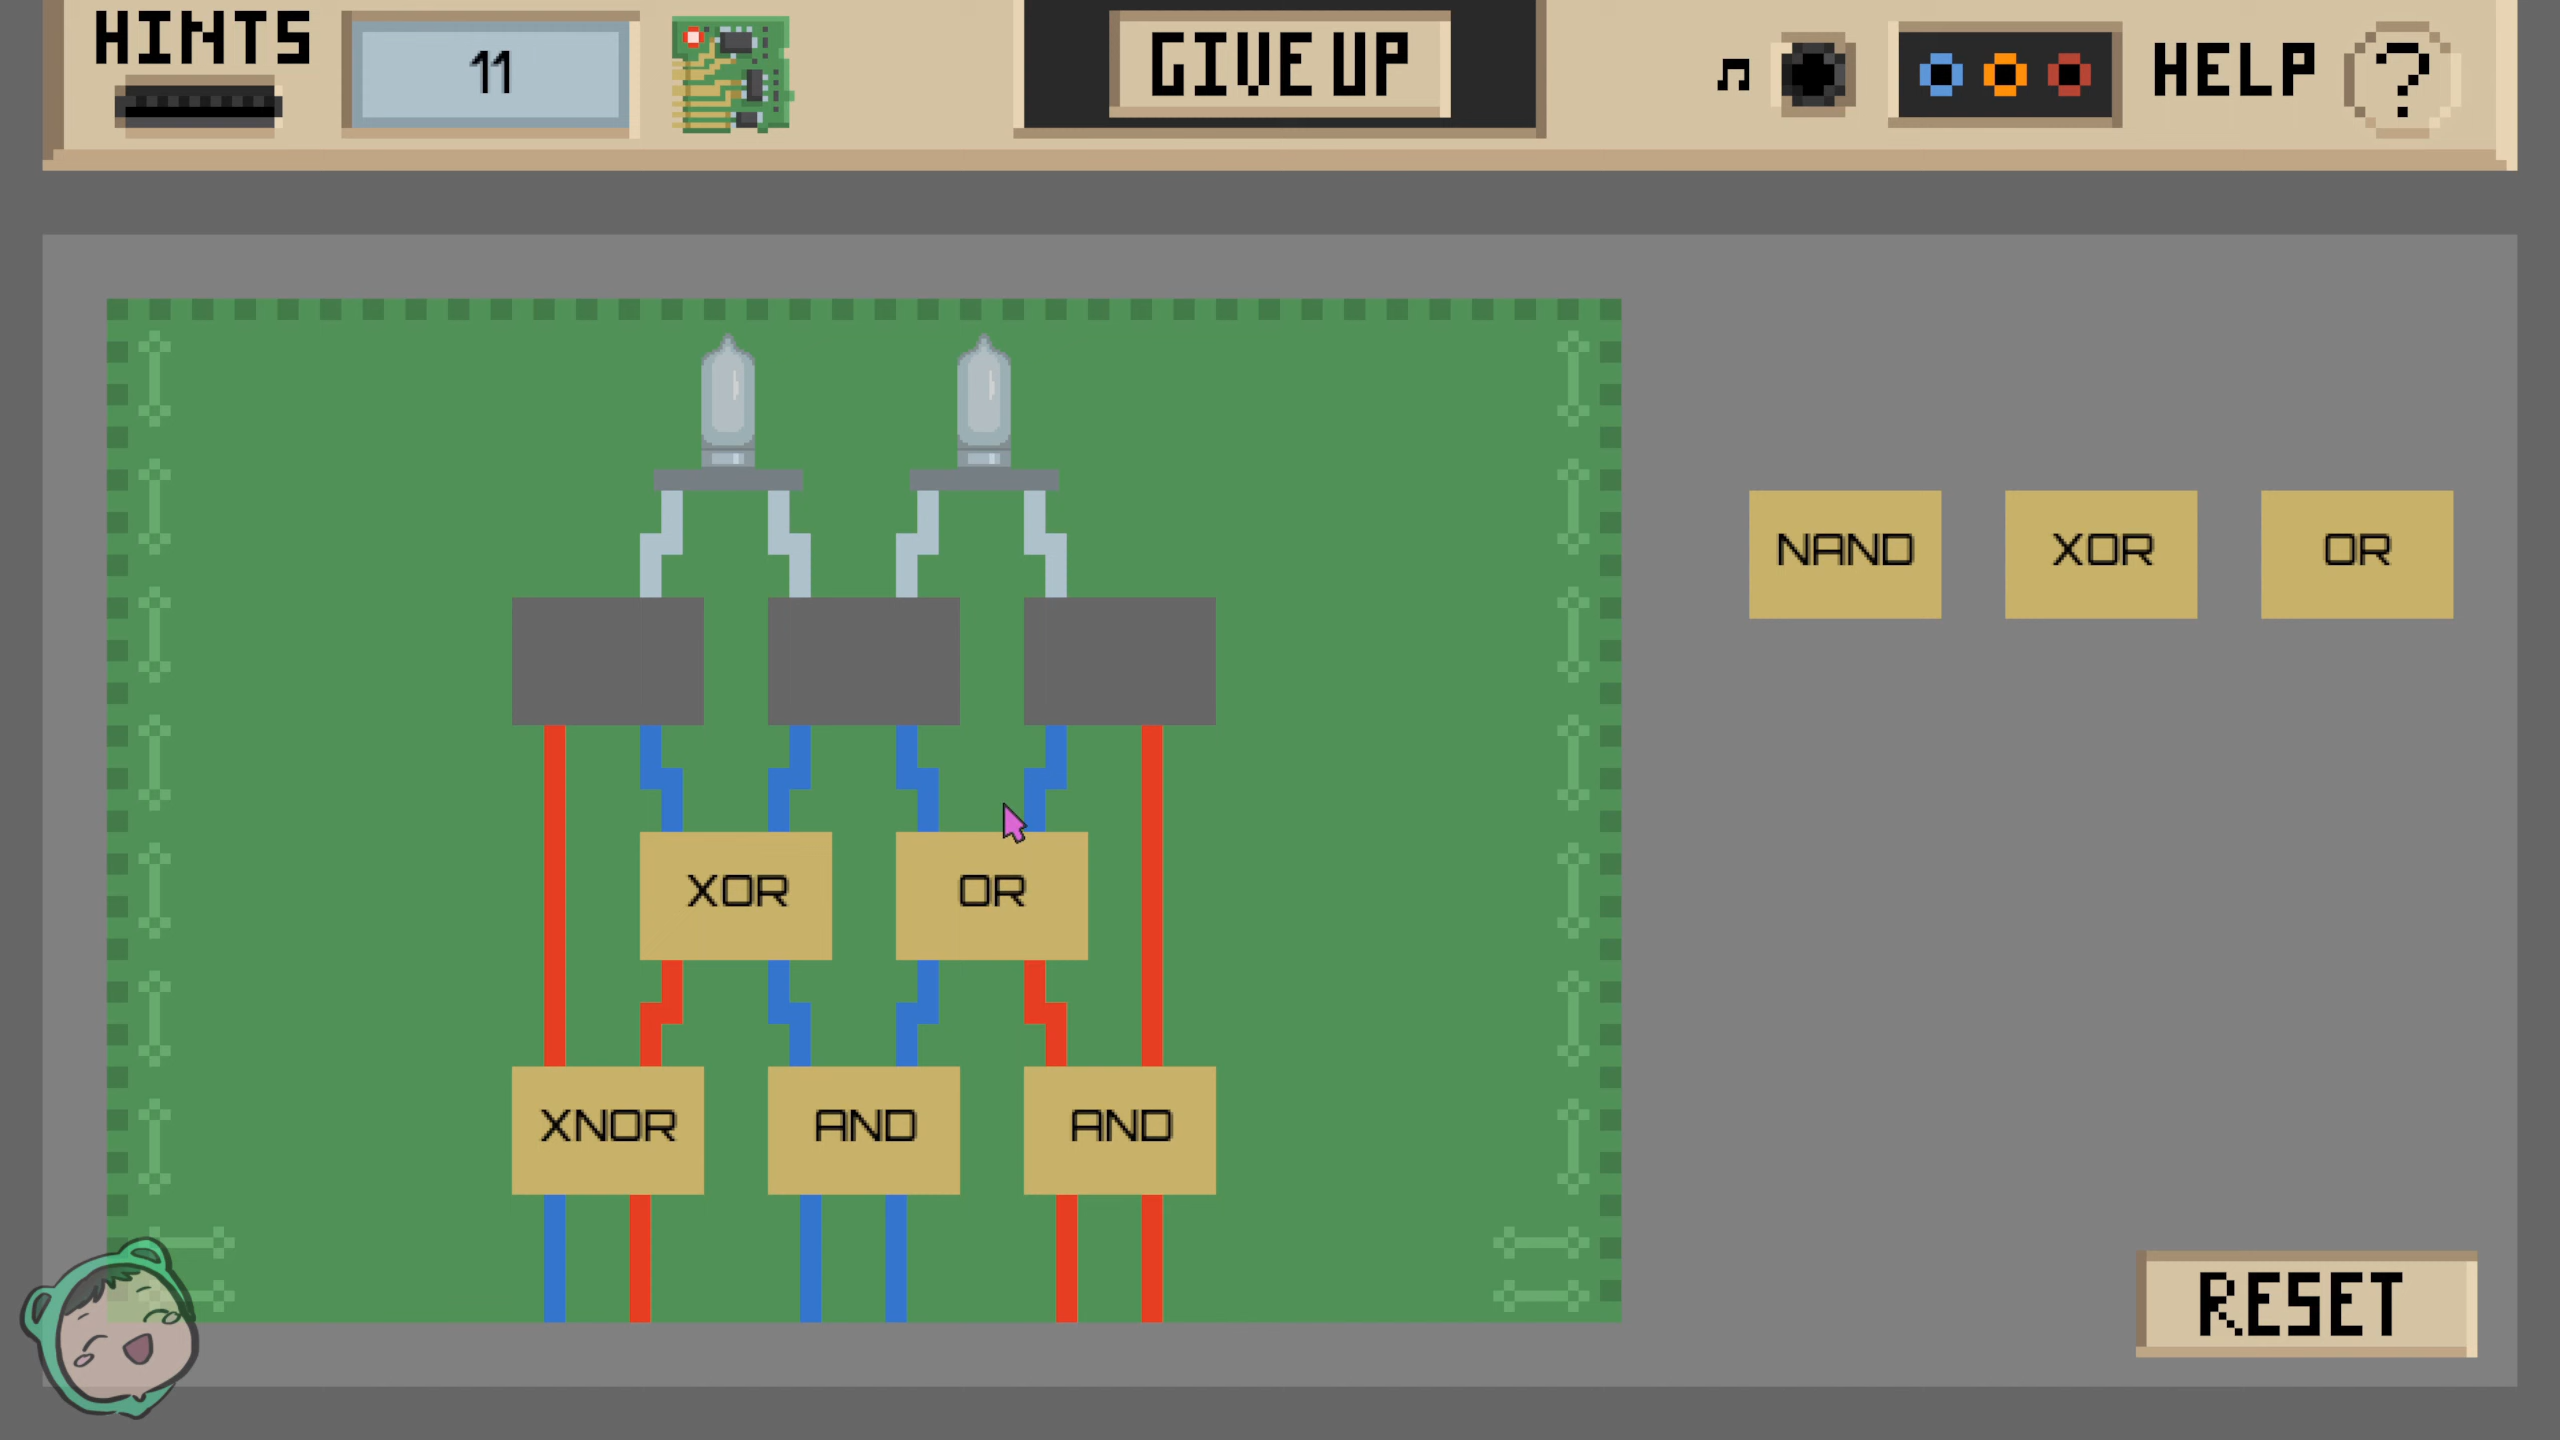 HINTS
11
GIVE UP
HELP ?
NAND XOR OR
XOR OR
XNOR AND AND
RESET